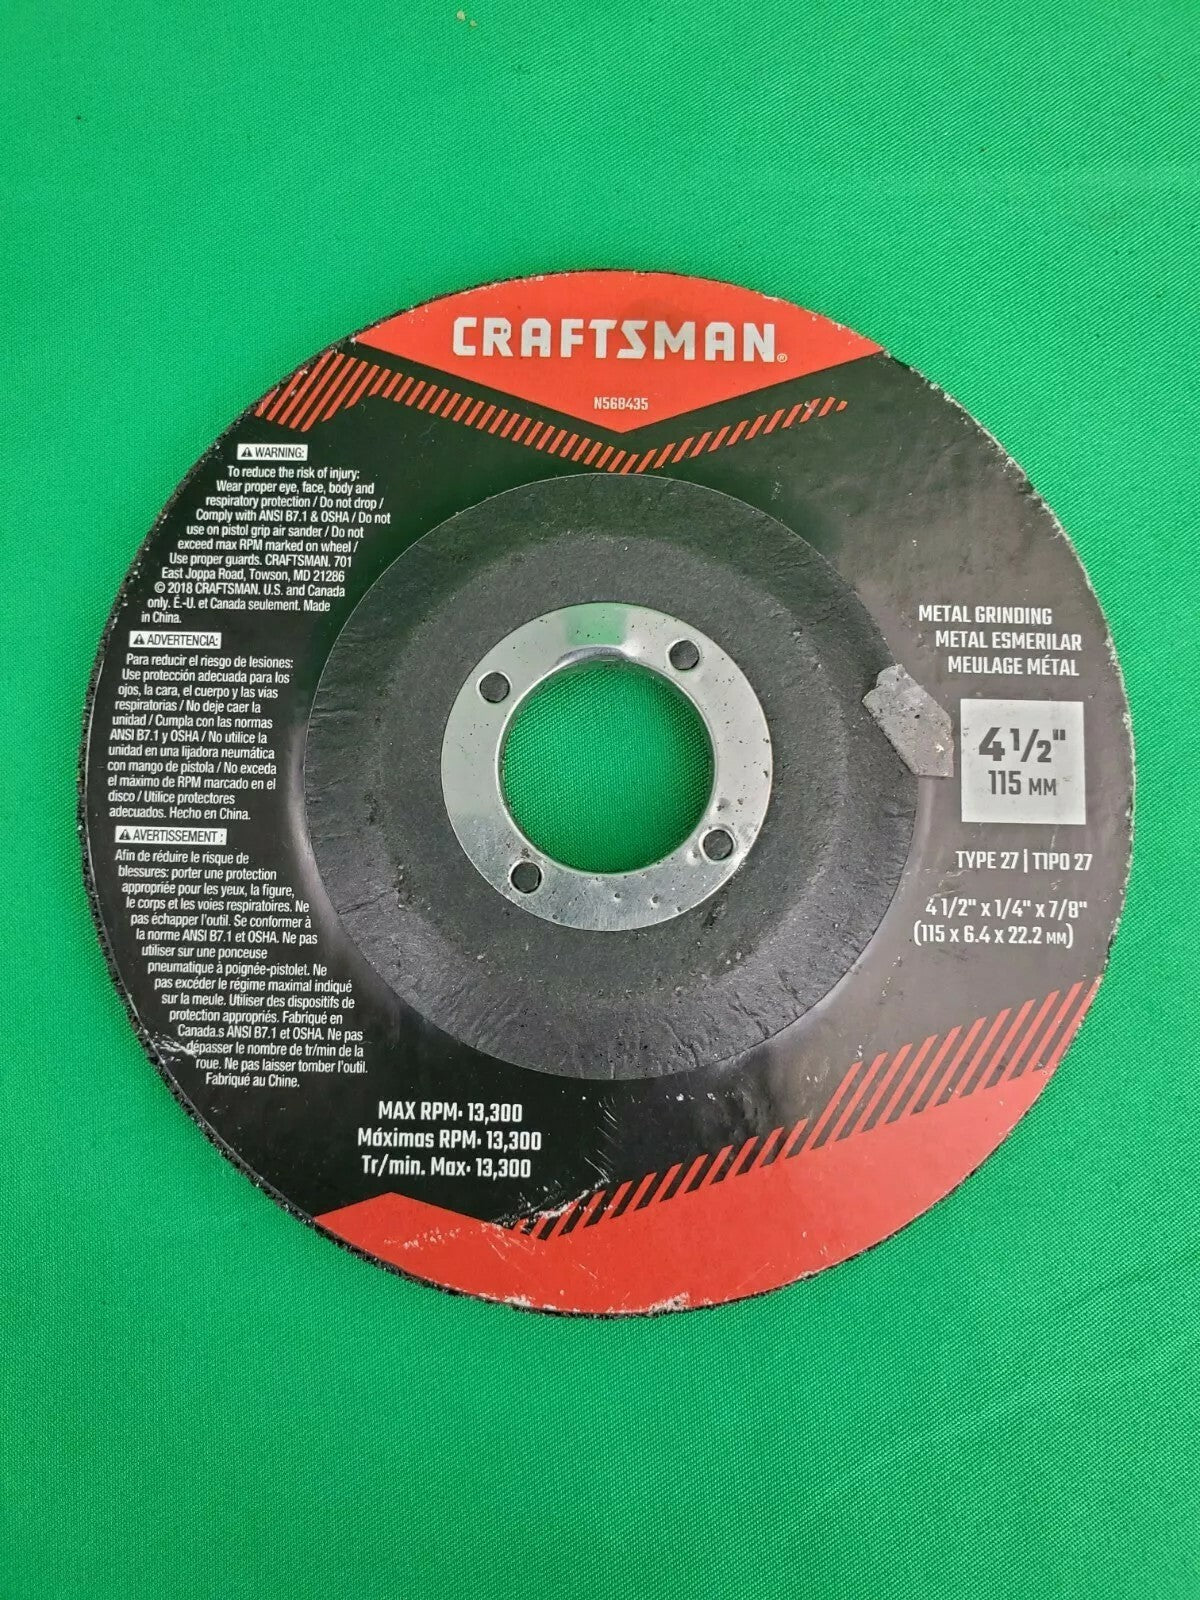 CRAFTSMAN®
N568435
⚠ WARNING:
To reduce the risk of injury:
Wear proper eye, face, body and
respiratory protection / Do not drop /
Comply with ANSI B7.1 & OSHA / Do not
use on pistol grip air sander / Do not
exceed max RPM marked on wheel /
Use proper guards. CRAFTSMAN. 701
East Joppa Road, Towson, MD 21286
© 2018 CRAFTSMAN. U.S. and Canada
only. É.-U. et Canada seulement. Made
in China.
⚠ ADVERTENCIA:
Para reducir el riesgo de lesiones:
Use protección adecuada para los
ojos, la cara, el cuerpo y las vías
respiratorias / No deje caer la
unidad / Cumpla con las normas
ANSI B7.1 y OSHA / No utilice la
unidad en una lijadora neumática
con mango de pistola / No exceda
el máximo de RPM marcado en el
disco / Utilice protectores
adecuados. Hecho en China.
⚠ AVERTISSEMENT :
Afin de réduire le risque de
blessures: porter une protection
appropriée pour les yeux, la figure,
le corps et les voies respiratoires. Ne
pas échapper l'outil. Se conformer à
la norme ANSI B7.1 et OSHA. Ne pas
utiliser sur une ponceuse
pneumatique à poignée-pistolet. Ne
pas excéder le régime maximal indiqué
sur la meule. Utiliser des dispositifs de
protection appropriés. Fabriqué en
Canada.s ANSI B7.1 et OSHA. Ne pas
dépasser le nombre de tr/min de la
roue. Ne pas laisser tomber l'outil.
Fabriqué au Chine.
MAX RPM• 13,300
Máximas RPM• 13,300
Tr/min. Max• 13,300
METAL GRINDING
METAL ESMERILAR
MEULAGE MÉTAL
4 1/2"
115 MM
TYPE 27 | TIPO 27
4 1/2" x 1/4" x 7/8"
(115 x 6.4 x 22.2 MM)